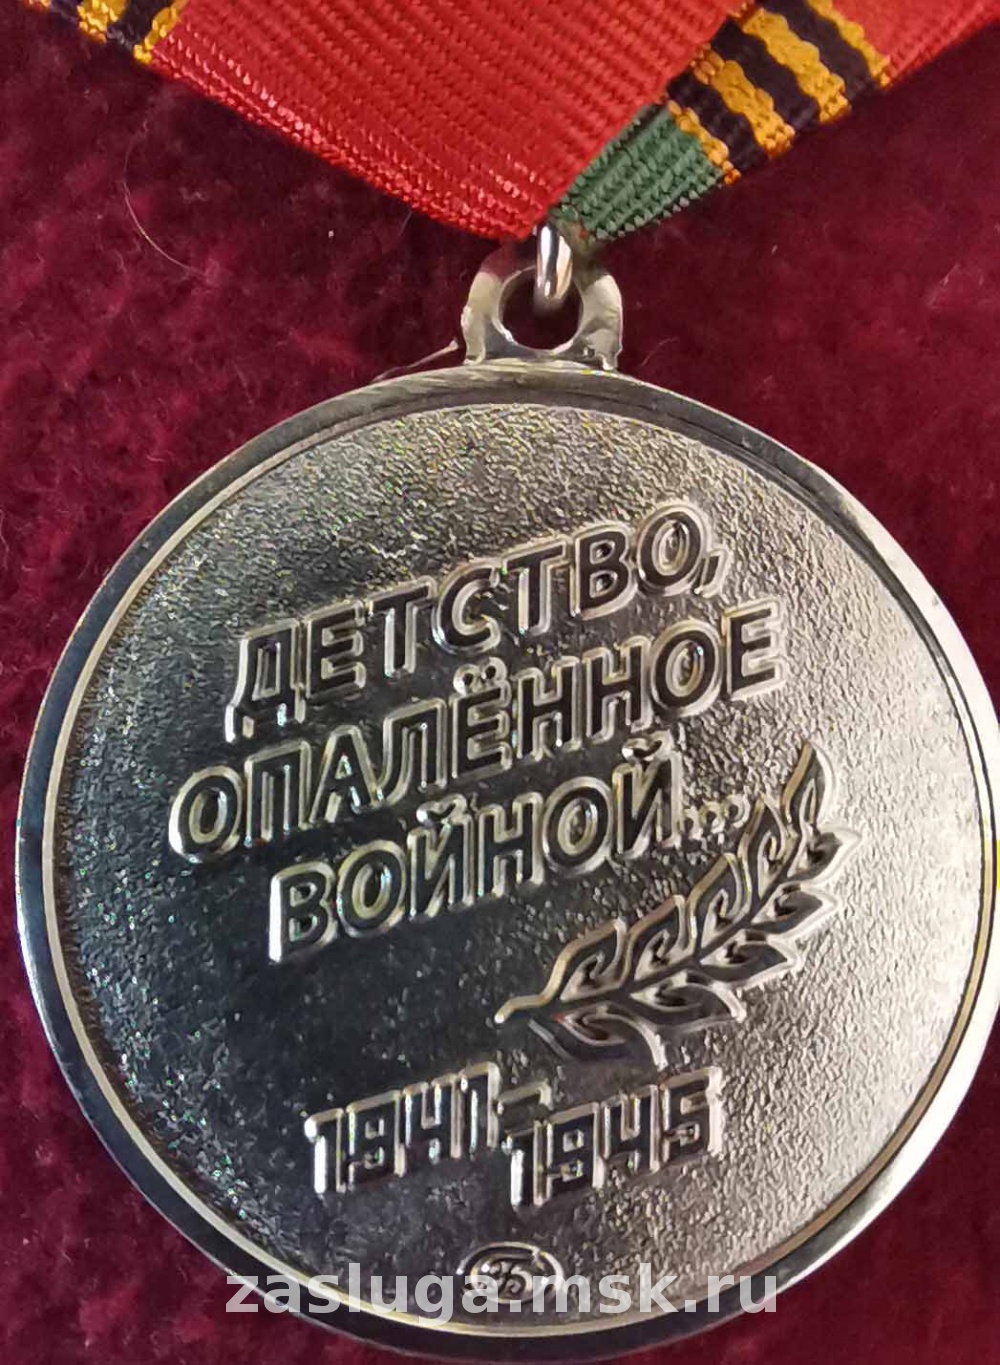 ДЕТСТВО,
ОПАЛЁННОЕ
ВОЙНОЙ...
1941-
1945
zasluga.msk.ru